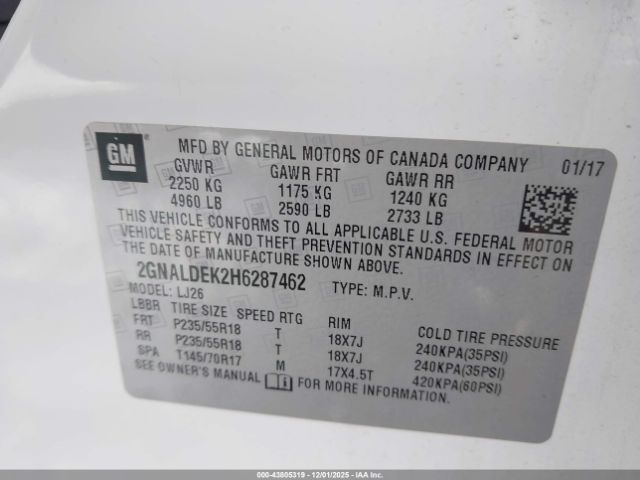 GM
MFD BY GENERAL MOTORS OF CANADA COMPANY 01/17
GVWR GAWR FRT GAWR RR
2250 KG 1175 KG 1240 KG
4960 LB 2590 LB 2733 LB
THIS VEHICLE CONFORMS TO ALL APPLICABLE U.S. FEDERAL MOTOR
VEHICLE SAFETY AND THEFT PREVENTION STANDARDS IN EFFECT ON
THE DATE OF MANUFACTURE SHOWN ABOVE.
2GNALDEK2H6287462 TYPE: M.P.V.
MODEL: LJ26
LBBR TIRE SIZE SPEED RTG RIM COLD TIRE PRESSURE
FRT P235/55R18 T 18X7J 240KPA(35PSI)
RR P235/55R18 T 18X7J 240KPA(35PSI)
SPA T145/70R17 M 17X4.5T 420KPA(60PSI)
SEE OWNER'S MANUAL FOR MORE INFORMATION.
000-43805319 - 12/01/2025 - IAAI.CA